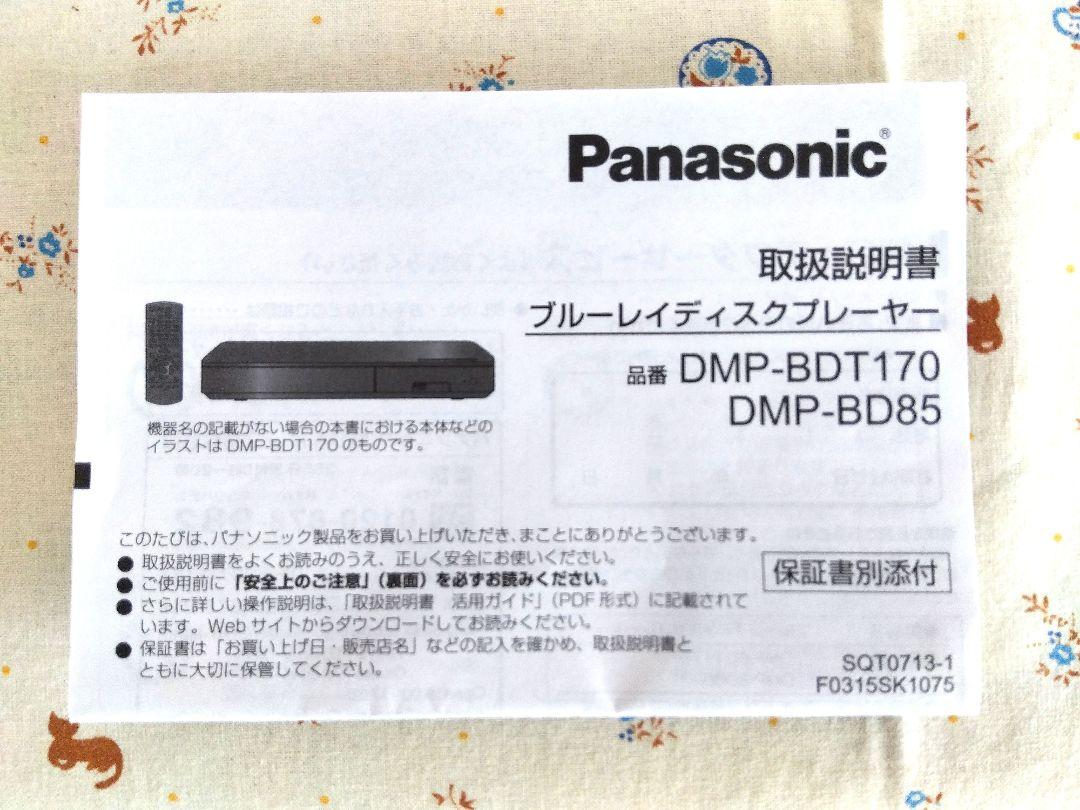 Panasonic®
取扱説明書
ブルーレイディスクプレーヤー
品番 DMP-BDT170
DMP-BD85
機器名の記載がない場合の本書における本体などの
イラストは DMP-BDT170 のものです。
このたびは、パナソニック製品をお買い上げいただき、まことにありがとうございます。
● 取扱説明書をよくお読みのうえ、正しく安全にお使いください。
● ご使用前に「安全上のご注意」（裏面）を必ずお読みください。
● さらに詳しい操作説明は、「取扱説明書 活用ガイド」（PDF 形式）に記載されて
います。Web サイトからダウンロードしてお読みください。
● 保証書は「お買い上げ日・販売店名」などの記入を確かめ、取扱説明書と
ともに大切に保管してください。
保証書別添付
SQT0713-1
F0315SK1075